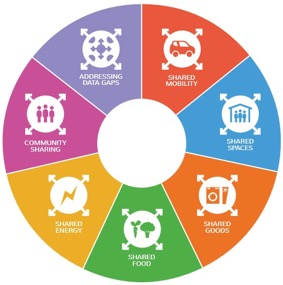 ADDRESSING
DATA GAPS
SHARED
MOBILITY
SHARED
SPACES
SHARED
GOODS
SHARED
FOOD
SHARED
ENERGY
COMMUNITY
SHARING